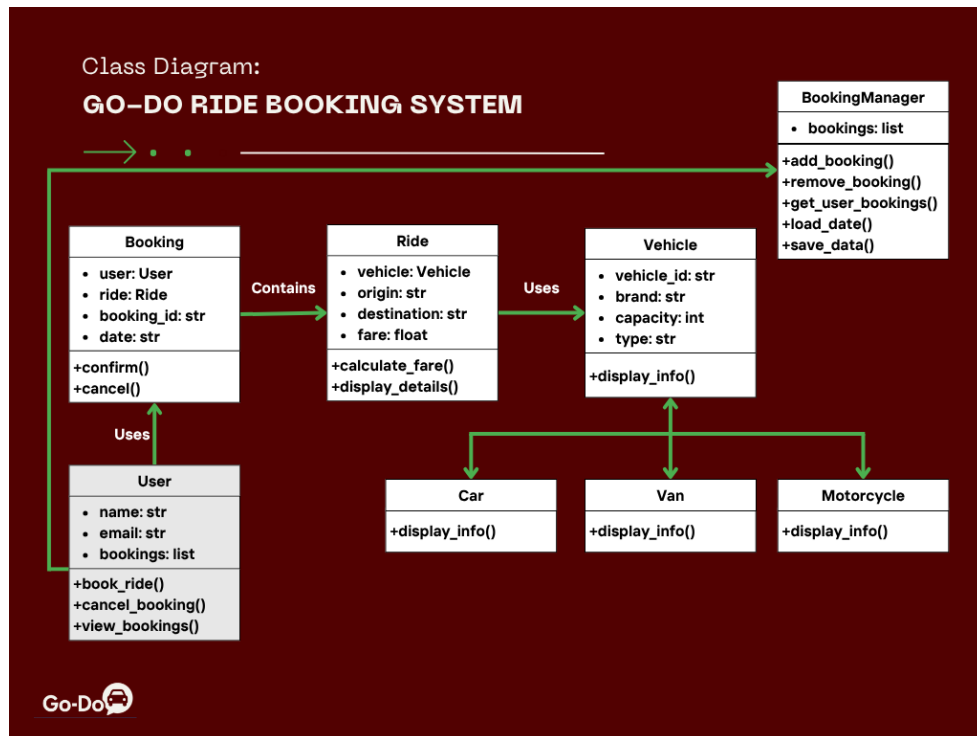 Class Diagram:
GO-DO RIDE BOOKING SYSTEM
BookingManager
• bookings: list
+add_booking()
+remove_booking()
+get_user_bookings()
+load_date()
+save_data()
Booking
• user: User
• ride: Ride
• booking_id: str
• date: str
+confirm()
+cancel()
Contains
Ride
• vehicle: Vehicle
• origin: str
• destination: str
• fare: float
+calculate_fare()
+display_details()
Uses
Vehicle
• vehicle_id: str
• brand: str
• capacity: int
• type: str
+display_info()
Uses
User
• name: str
• email: str
• bookings: list
+book_ride()
+cancel_booking()
+view_bookings()
Car
+display_info()
Van
+display_info()
Motorcycle
+display_info()
Go-Do